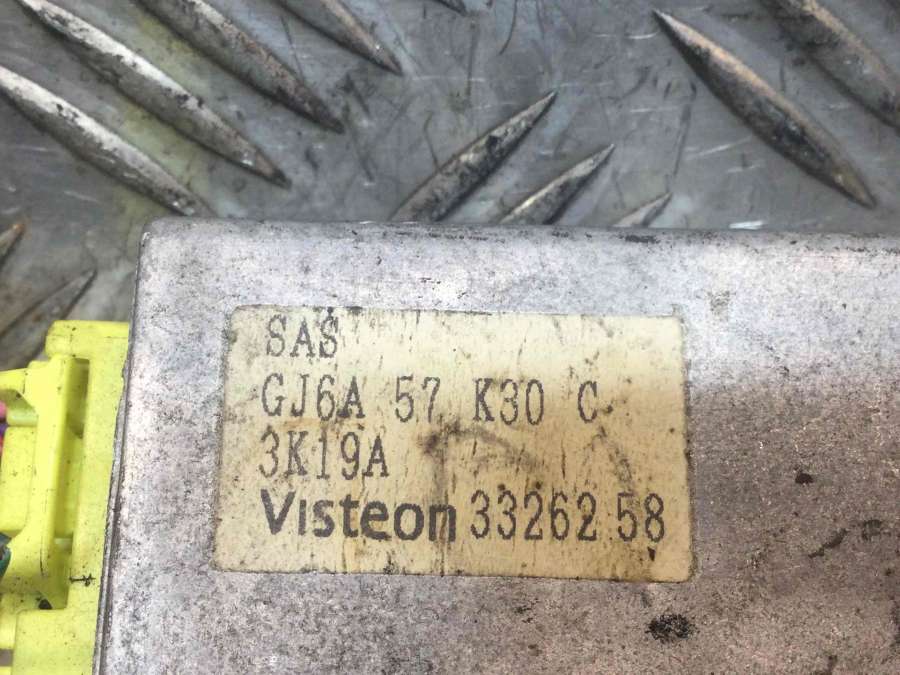 SAS
GJ6A 57 K30 C
3K19A
Visteon 33262 58